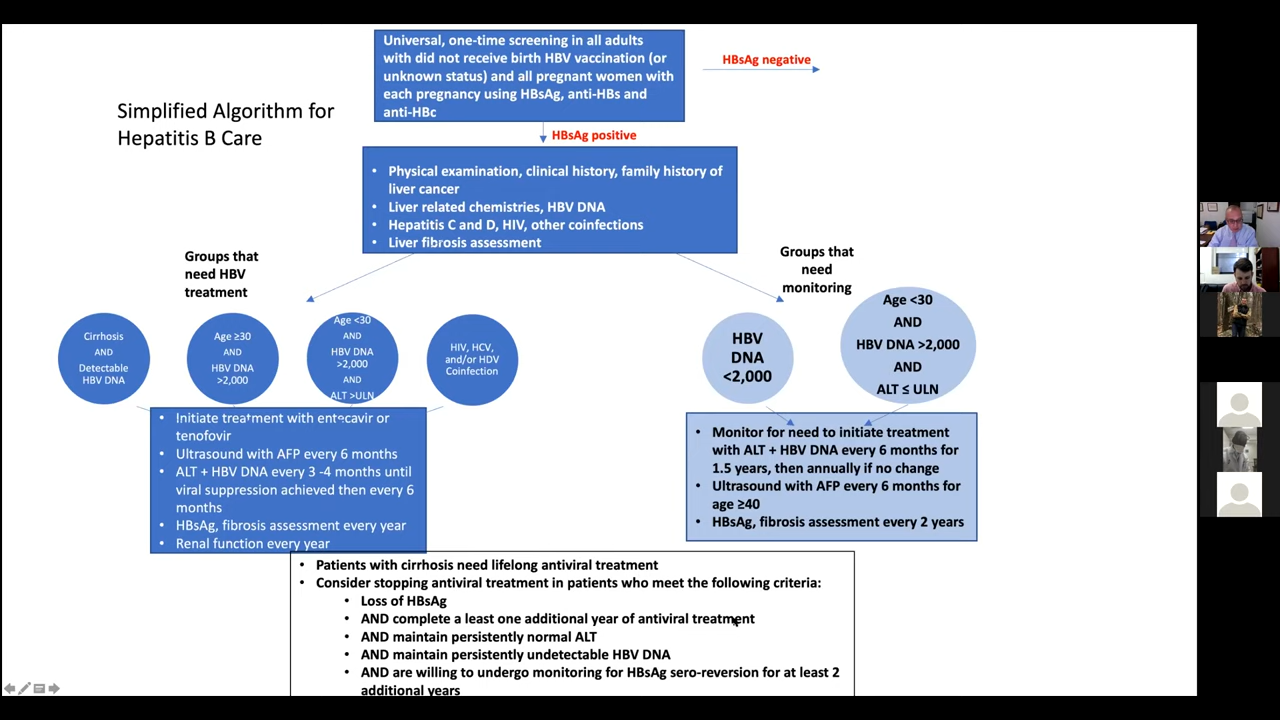 Universal, one-time screening in all adults
with did not receive birth HBV vaccination (or
unknown status) and all pregnant women with
each pregnancy using HBsAg, anti-HBs and
anti-HBc
HBsAg negative
Simplified Algorithm for
Hepatitis B Care
HBsAg positive
• Physical examination, clinical history, family history of
liver cancer
• Liver related chemistries, HBV DNA
• Hepatitis C and D, HIV, other coinfections
• Liver fibrosis assessment
Groups that
need HBV
treatment
Groups that
need
monitoring
Cirrhosis
AND
Detectable
HBV DNA
Age ≥30
AND
HBV DNA
>2,000
Age <30
AND
HBV DNA
>2,000
AND
ALT >ULN
HIV, HCV,
and/or HDV
Coinfection
HBV
DNA
<2,000
Age <30
AND
HBV DNA >2,000
AND
ALT ≤ ULN
• Initiate treatment with entecavir or
tenofovir
• Ultrasound with AFP every 6 months
• ALT + HBV DNA every 3 -4 months until
viral suppression achieved then every 6
months
• HBsAg, fibrosis assessment every year
• Renal function every year
• Monitor for need to initiate treatment
with ALT + HBV DNA every 6 months for
1.5 years, then annually if no change
• Ultrasound with AFP every 6 months for
age ≥40
• HBsAg, fibrosis assessment every 2 years
• Patients with cirrhosis need lifelong antiviral treatment
• Consider stopping antiviral treatment in patients who meet the following criteria:
• Loss of HBsAg
• AND complete a least one additional year of antiviral treatment
• AND maintain persistently normal ALT
• AND maintain persistently undetectable HBV DNA
• AND are willing to undergo monitoring for HBsAg sero-reversion for at least 2
additional years